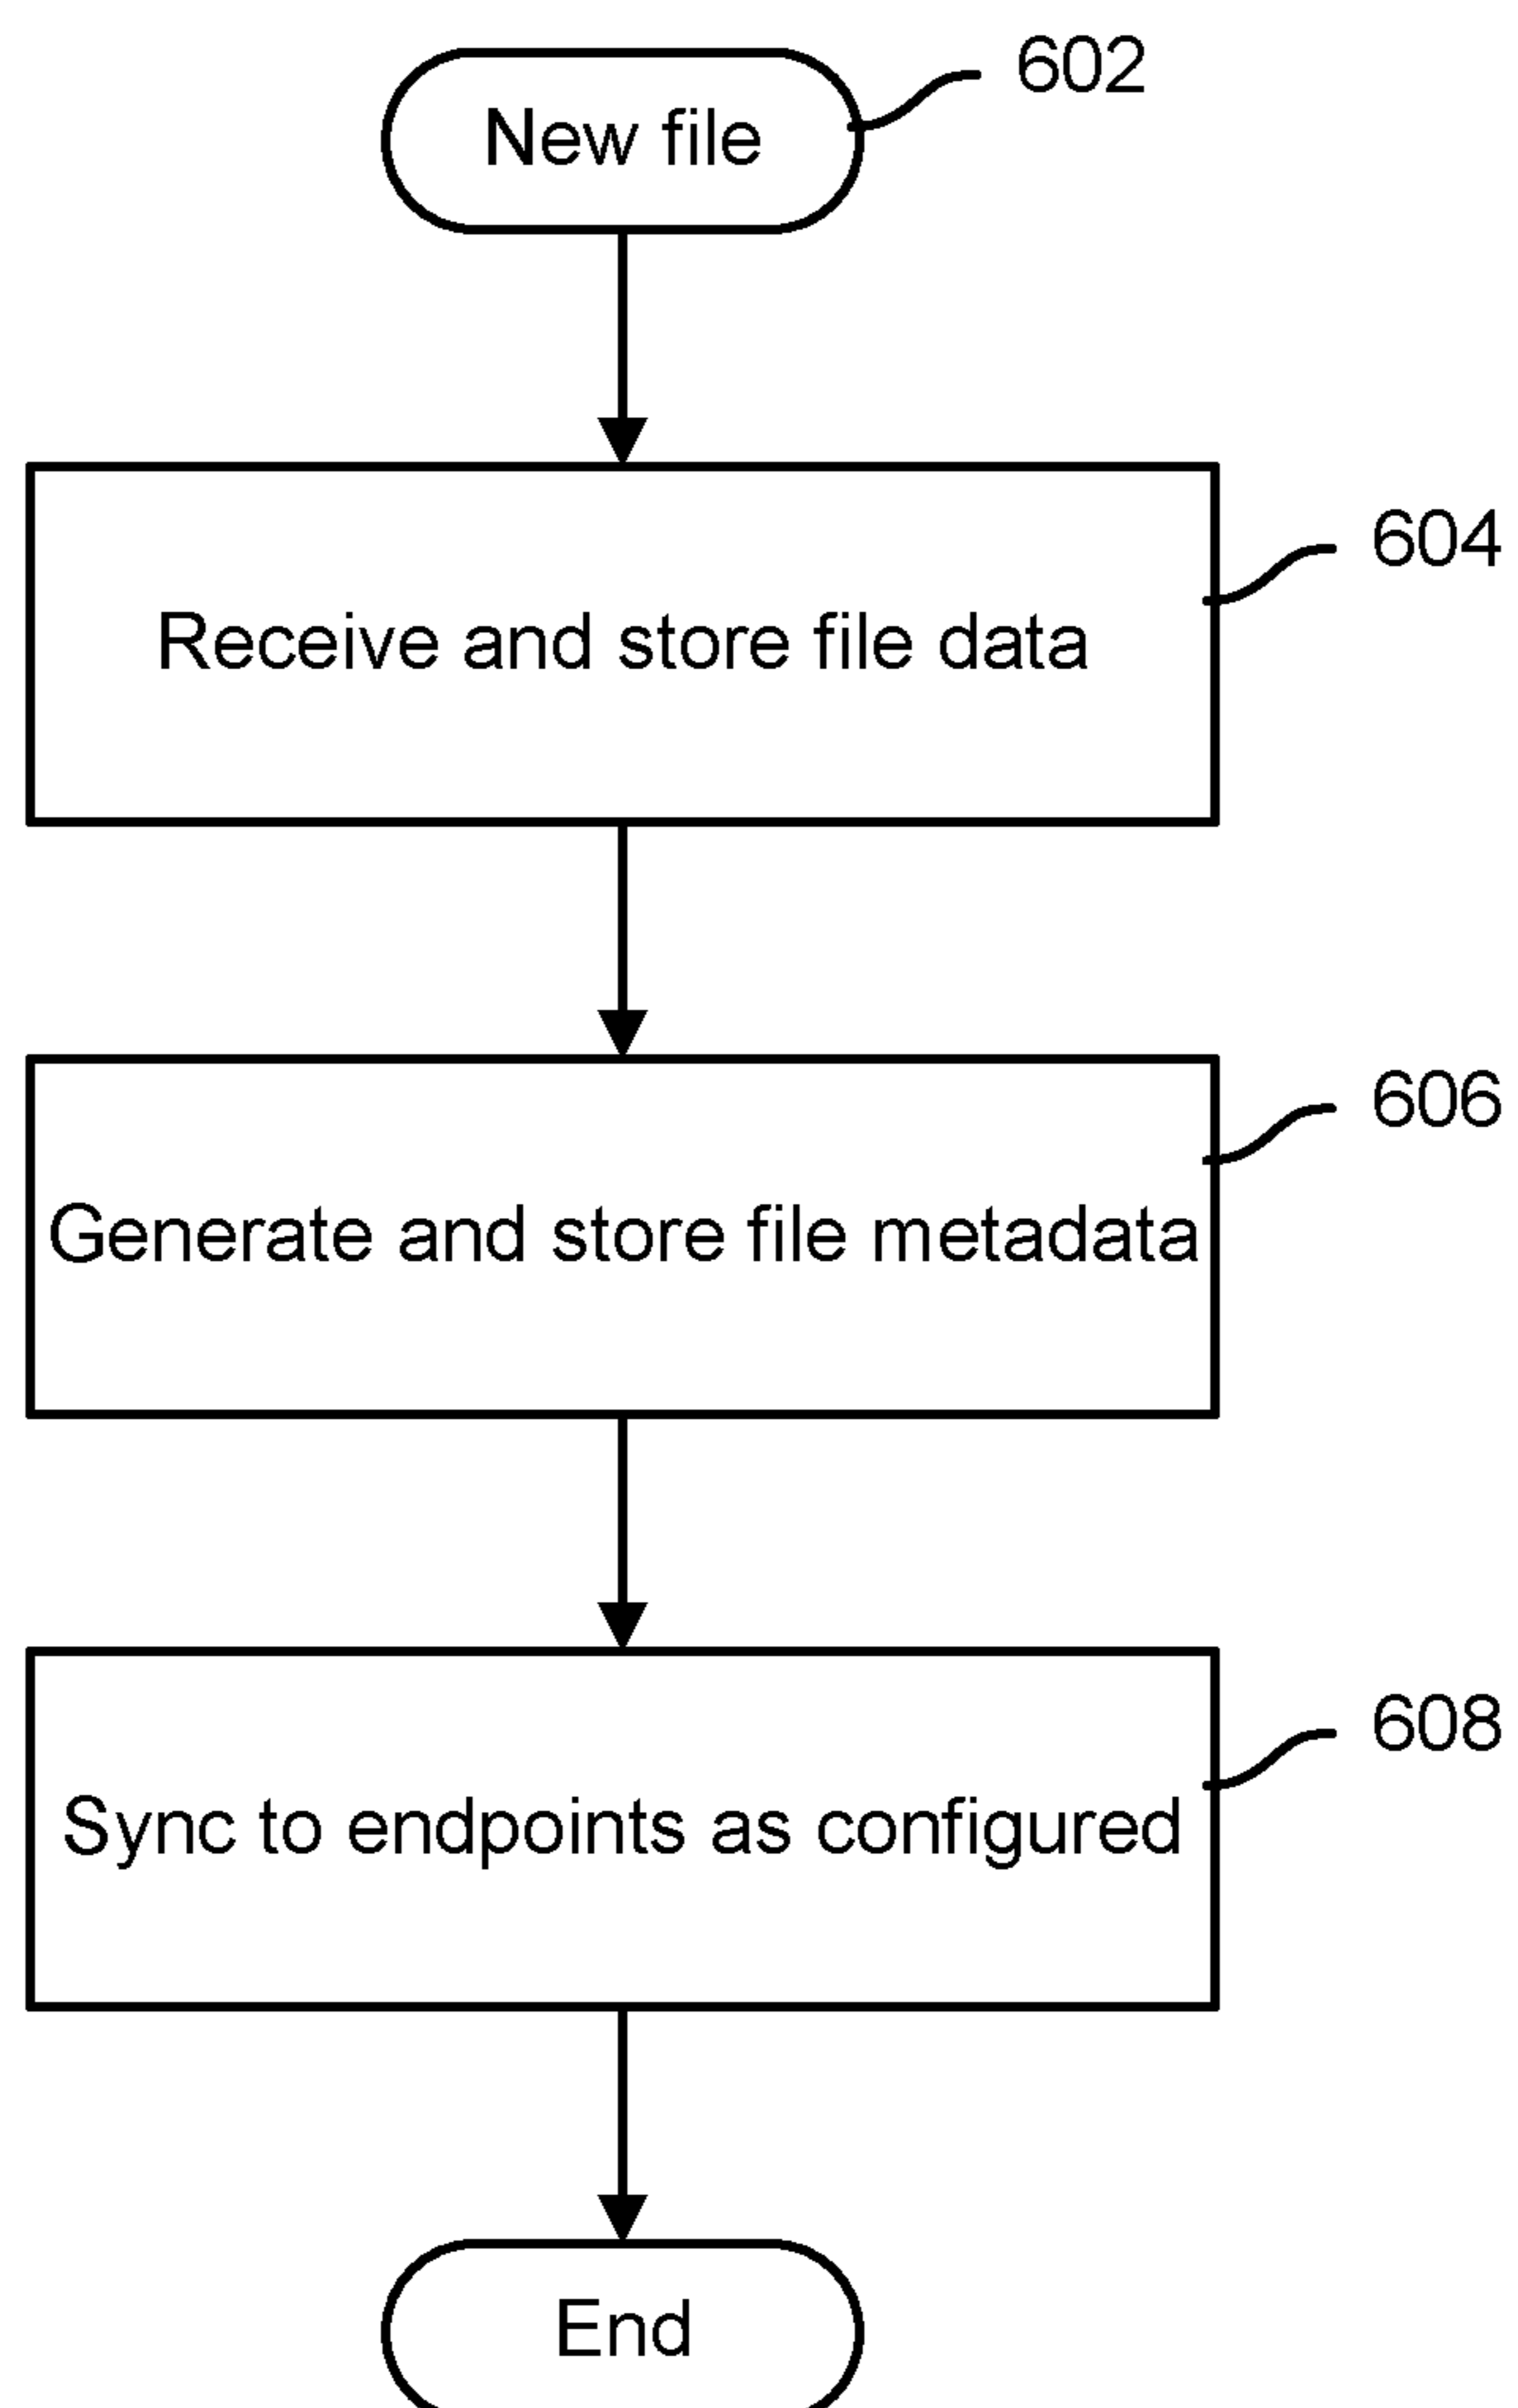 New file
602
Receive and store file data
604
Generate and store file metadata
606
Sync to endpoints as configured
608
End